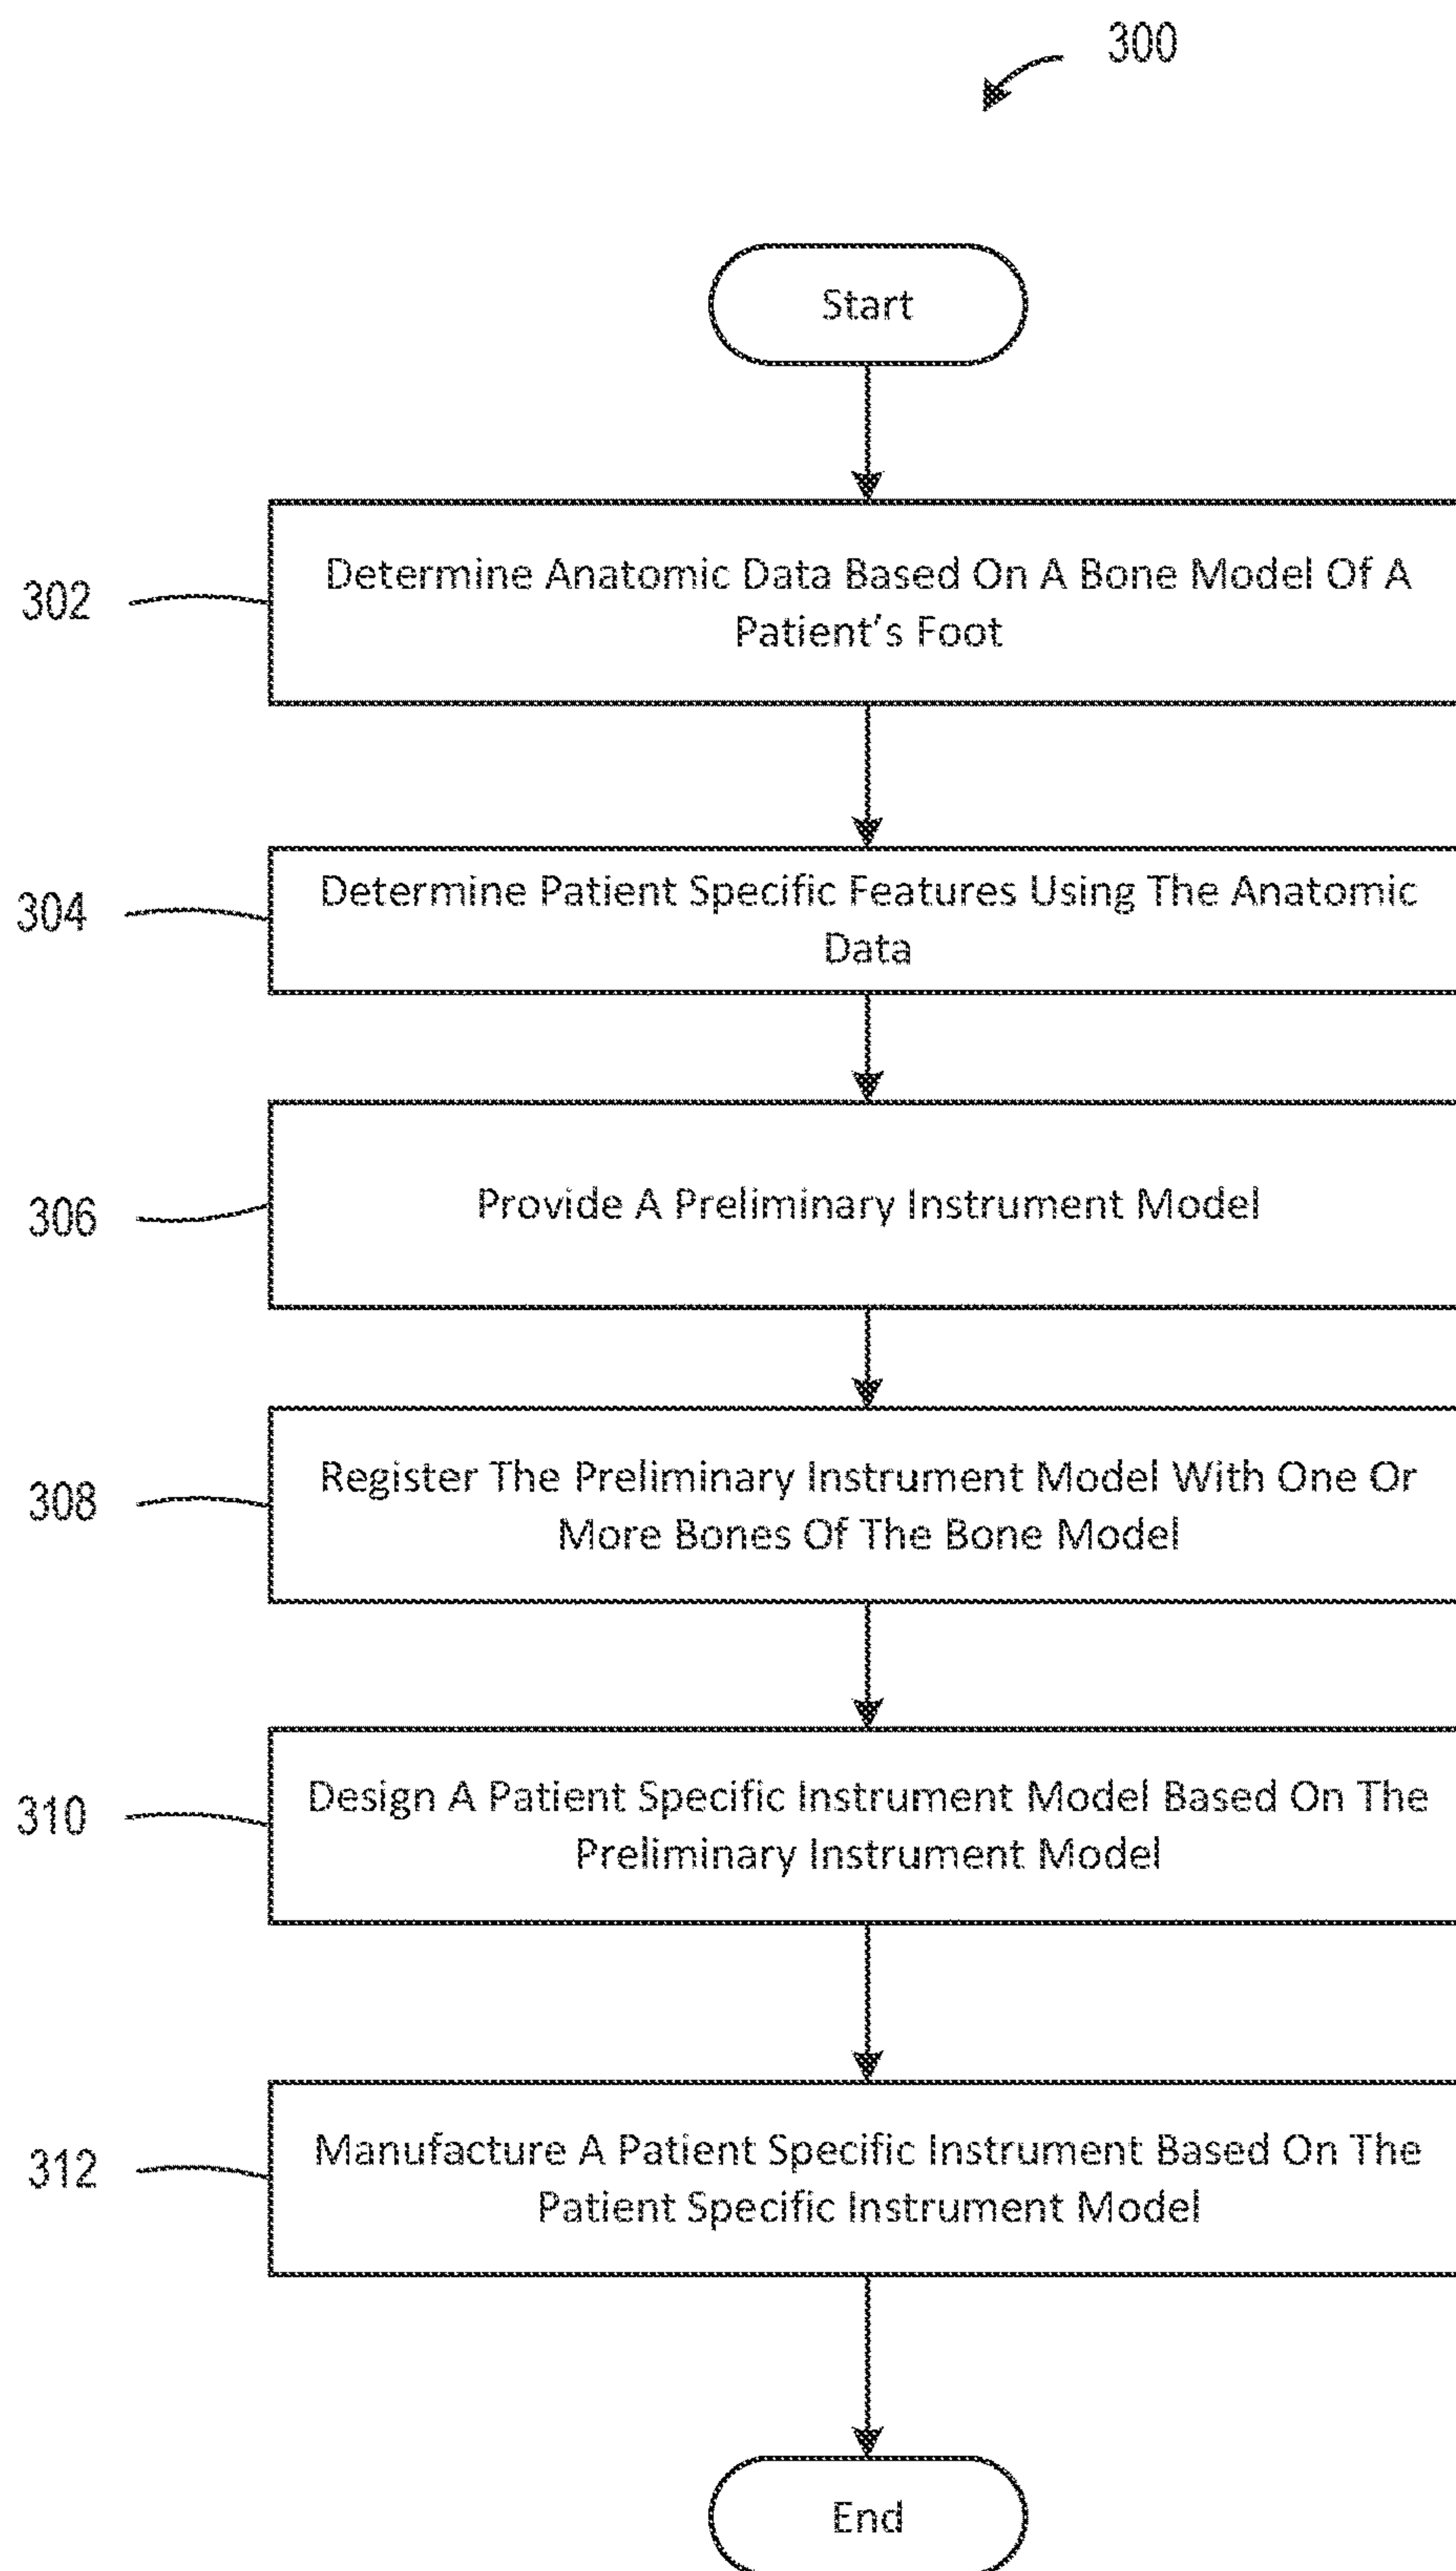 300
Start
302
Determine Anatomic Data Based On A Bone Model Of A
Patient's Foot
304
Determine Patient Specific Features Using The Anatomic
Data
306
Provide A Preliminary Instrument Model
308
Register The Preliminary Instrument Model With One Or
More Bones Of The Bone Model
310
Design A Patient Specific Instrument Model Based On The
Preliminary Instrument Model
312
Manufacture A Patient Specific Instrument Based On The
Patient Specific Instrument Model
End